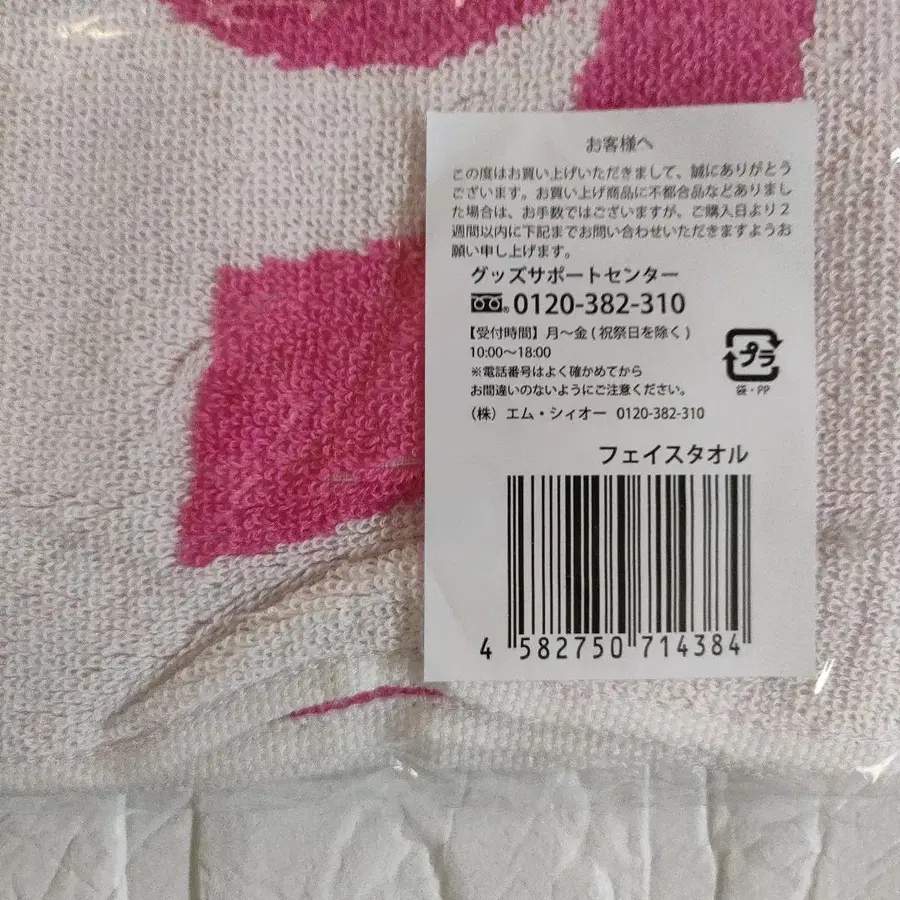 お客様へ
この度はお買い上げいただきまして、誠にありがとう
ございます。お買い上げ商品に不都合品などありまし
た場合は、お手数ではございますが、ご購入日より２
週間以内に下記までお問い合わせいただきますようお
願い申し上げます。
グッズサポートセンター
0120-382-310
【受付時間】月～金 ( 祝祭日を除く )
10:00～18:00
※電話番号はよく確かめてから
お間違いのないようにご注意ください。
（株）エム・シィオー 0120-382-310
プラ
袋・PP
フェイスタオル
4 582750 714384